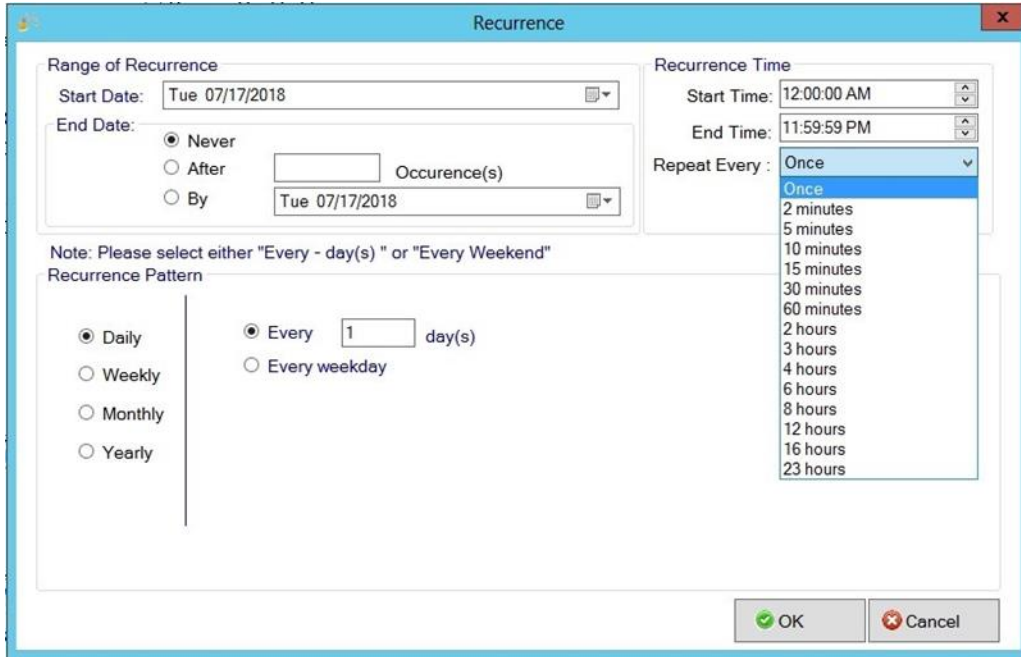 Recurrence
x
Range of Recurrence
Start Date: Tue 07/17/2018
End Date:
Never
After Occurence(s)
By Tue 07/17/2018
Recurrence Time
Start Time: 12:00:00 AM
End Time: 11:59:59 PM
Repeat Every : Once
Once
2 minutes
5 minutes
10 minutes
15 minutes
30 minutes
60 minutes
2 hours
3 hours
4 hours
6 hours
8 hours
12 hours
16 hours
23 hours
Note: Please select either "Every - day(s) " or "Every Weekend"
Recurrence Pattern
Daily
Weekly
Monthly
Yearly
Every 1 day(s)
Every weekday
OK
Cancel